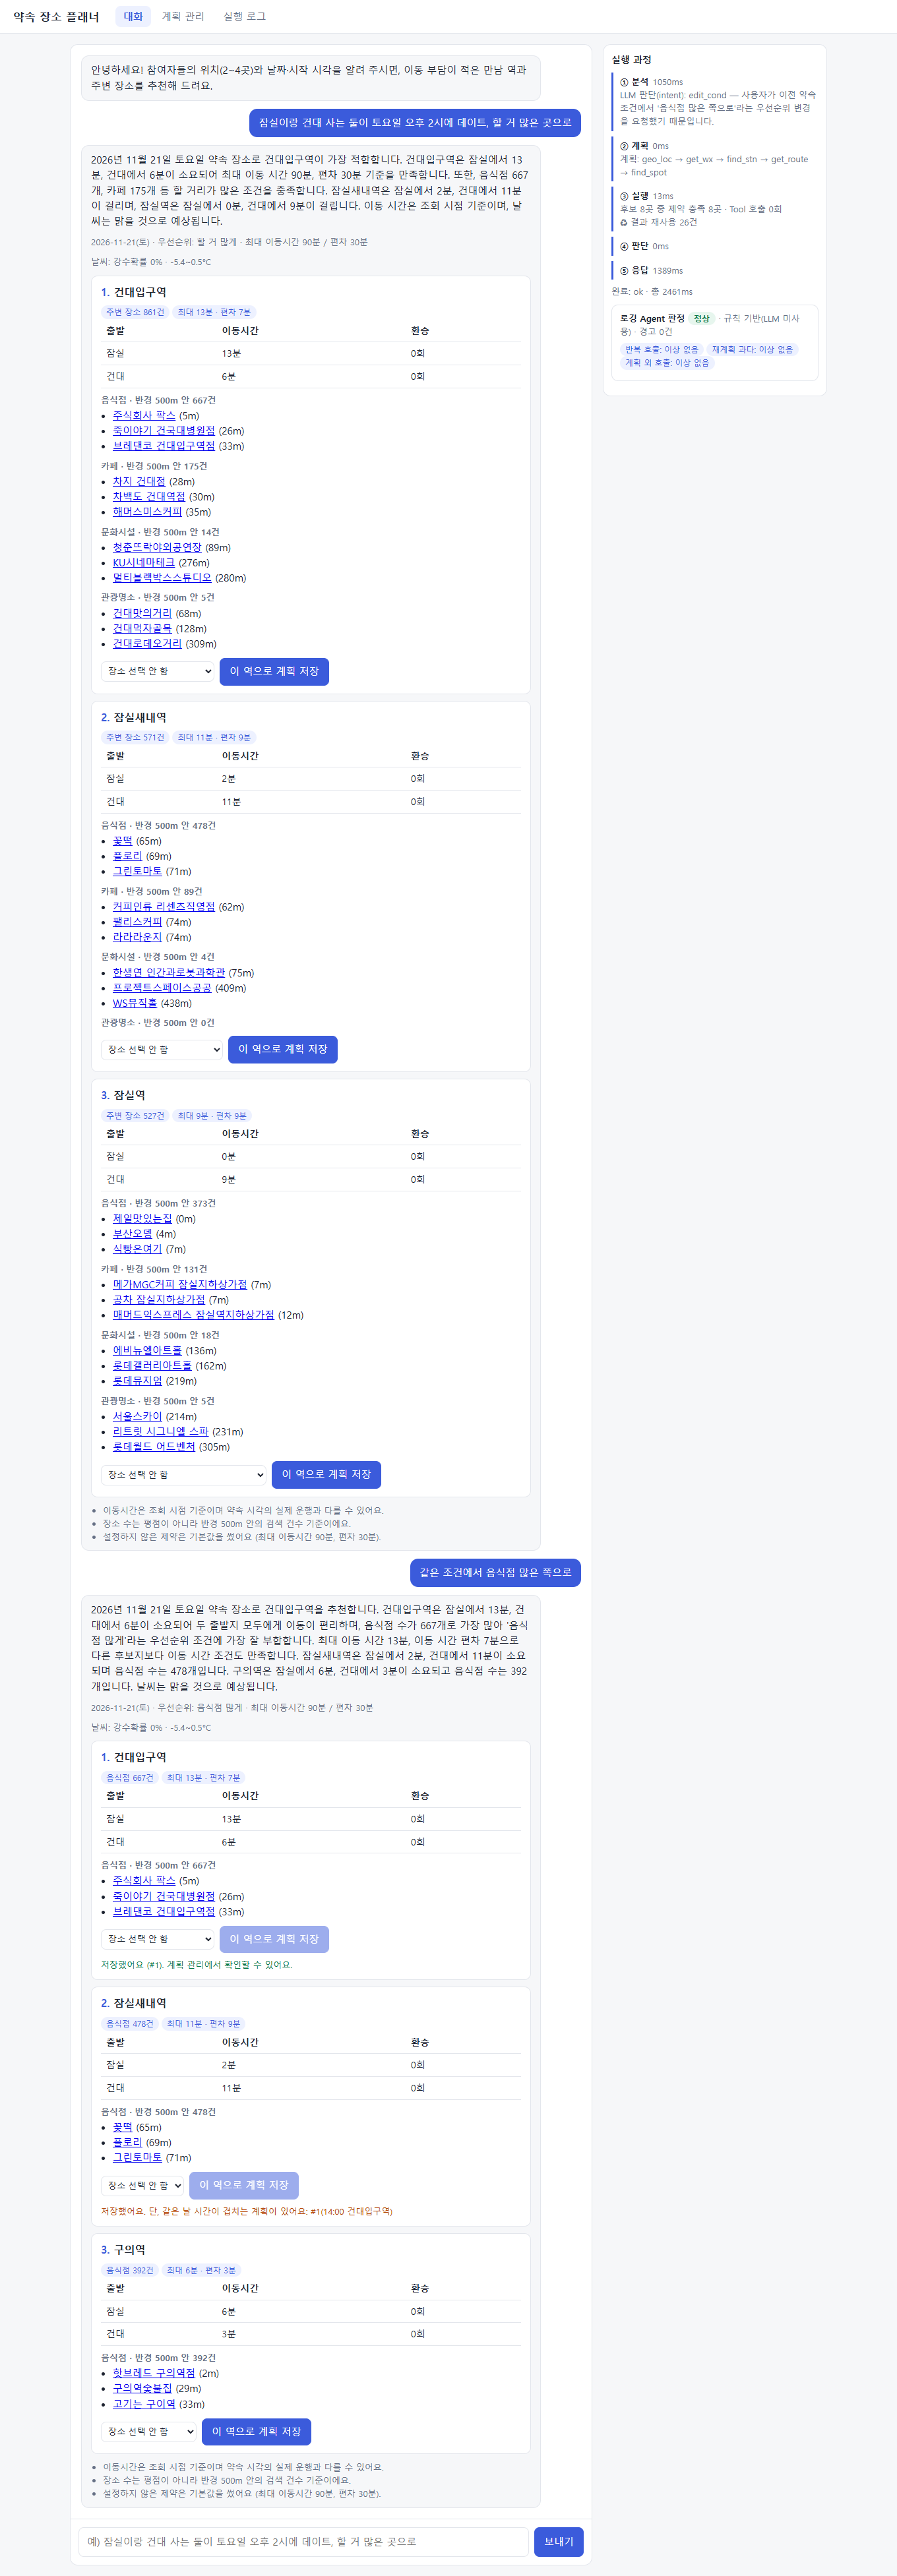 약속 장소 플래너 대화 계획 관리 실행 로그
안녕하세요! 참여자들의 위치(2~4곳)와 날짜·시작 시각을 알려 주시면, 이동 부담이 적은 만남 역과
주변 장소를 추천해 드려요.
잠실이랑 건대 사는 둘이 토요일 오후 2시에 데이트, 할 거 많은 곳으로
2026년 11월 21일 토요일 약속 장소로 건대입구역이 가장 적합합니다. 건대입구역은 잠실에서 13
분, 건대에서 6분이 소요되어 최대 이동 시간 90분, 편차 30분 기준을 만족합니다. 또한, 음식점 667
개, 카페 175개 등 할 거리가 많은 조건을 충족합니다. 잠실새내역은 잠실에서 2분, 건대에서 11분
이 걸리며, 잠실역은 잠실에서 0분, 건대에서 9분이 걸립니다. 이동 시간은 조회 시점 기준이며, 날
씨는 맑을 것으로 예상됩니다.
2026-11-21(토) · 우선순위: 할 거 많게 · 최대 이동시간 90분 / 편차 30분
날씨: 강수확률 0% · -5.4~0.5°C
1. 건대입구역
주변 장소 861건 최대 13분 · 편차 7분
출발 이동시간 환승
잠실 13분 0회
건대 6분 0회
음식점 · 반경 500m 안 667건
• 주식회사 팍스 (5m)
• 죽이야기 건국대병원점 (26m)
• 브레댄코 건대입구역점 (33m)
카페 · 반경 500m 안 175건
• 차지 건대점 (28m)
• 차백도 건대역점 (30m)
• 해머스미스커피 (35m)
문화시설 · 반경 500m 안 14건
• 청춘뜨락야외공연장 (89m)
• KU시네마테크 (276m)
• 멀티블랙박스스튜디오 (280m)
관광명소 · 반경 500m 안 5건
• 건대맛의거리 (68m)
• 건대먹자골목 (128m)
• 건대로데오거리 (309m)
장소 선택 안 함 이 역으로 계획 저장
2. 잠실새내역
주변 장소 571건 최대 11분 · 편차 9분
출발 이동시간 환승
잠실 2분 0회
건대 11분 0회
음식점 · 반경 500m 안 478건
• 꽃떡 (65m)
• 플로리 (69m)
• 그린토마토 (71m)
카페 · 반경 500m 안 89건
• 커피인류 리센츠직영점 (62m)
• 팰리스커피 (74m)
• 라라라운지 (74m)
문화시설 · 반경 500m 안 4건
• 한생연 인간과로봇과학관 (75m)
• 프로젝트스페이스공공 (409m)
• WS뮤직홀 (438m)
관광명소 · 반경 500m 안 0건
장소 선택 안 함 이 역으로 계획 저장
3. 잠실역
주변 장소 527건 최대 9분 · 편차 9분
출발 이동시간 환승
잠실 0분 0회
건대 9분 0회
음식점 · 반경 500m 안 373건
• 제일맛있는집 (0m)
• 부산오뎅 (4m)
• 식빵은여기 (7m)
카페 · 반경 500m 안 131건
• 메가MGC커피 잠실지하상가점 (7m)
• 공차 잠실지하상가점 (7m)
• 매머드익스프레스 잠실역지하상가점 (12m)
문화시설 · 반경 500m 안 18건
• 에비뉴엘아트홀 (136m)
• 롯데갤러리아트홀 (162m)
• 롯데뮤지엄 (219m)
관광명소 · 반경 500m 안 5건
• 서울스카이 (214m)
• 리트릿 시그니엘 스파 (231m)
• 롯데월드 어드벤처 (305m)
장소 선택 안 함 이 역으로 계획 저장
• 이동시간은 조회 시점 기준이며 약속 시각의 실제 운행과 다를 수 있어요.
• 장소 수는 평점이 아니라 반경 500m 안의 검색 건수 기준이에요.
• 설정하지 않은 제약은 기본값을 썼어요 (최대 이동시간 90분, 편차 30분).
같은 조건에서 음식점 많은 쪽으로
2026년 11월 21일 토요일 약속 장소로 건대입구역을 추천합니다. 건대입구역은 잠실에서 13분, 건
대에서 6분이 소요되어 두 출발지 모두에게 이동이 편리하며, 음식점 수가 667개로 가장 많아 '음식
점 많게'라는 우선순위 조건에 가장 잘 부합합니다. 최대 이동 시간 13분, 이동 시간 편차 7분으로
다른 후보지보다 이동 시간 조건도 만족합니다. 잠실새내역은 잠실에서 2분, 건대에서 11분이 소요
되며 음식점 수는 478개입니다. 구의역은 잠실에서 6분, 건대에서 3분이 소요되고 음식점 수는 392
개입니다. 날씨는 맑을 것으로 예상됩니다.
2026-11-21(토) · 우선순위: 음식점 많게 · 최대 이동시간 90분 / 편차 30분
날씨: 강수확률 0% · -5.4~0.5°C
1. 건대입구역
음식점 667건 최대 13분 · 편차 7분
출발 이동시간 환승
잠실 13분 0회
건대 6분 0회
음식점 · 반경 500m 안 667건
• 주식회사 팍스 (5m)
• 죽이야기 건국대병원점 (26m)
• 브레댄코 건대입구역점 (33m)
장소 선택 안 함 이 역으로 계획 저장
저장했어요 (#1). 계획 관리에서 확인할 수 있어요.
2. 잠실새내역
음식점 478건 최대 11분 · 편차 9분
출발 이동시간 환승
잠실 2분 0회
건대 11분 0회
음식점 · 반경 500m 안 478건
• 꽃떡 (65m)
• 플로리 (69m)
• 그린토마토 (71m)
장소 선택 안 함 이 역으로 계획 저장
저장했어요. 단, 같은 날 시간이 겹치는 계획이 있어요: #1(14:00 건대입구역)
3. 구의역
음식점 392건 최대 6분 · 편차 3분
출발 이동시간 환승
잠실 6분 0회
건대 3분 0회
음식점 · 반경 500m 안 392건
• 핫브레드 구의역점 (2m)
• 구의역숯불집 (29m)
• 고기는 구이역 (33m)
장소 선택 안 함 이 역으로 계획 저장
• 이동시간은 조회 시점 기준이며 약속 시각의 실제 운행과 다를 수 있어요.
• 장소 수는 평점이 아니라 반경 500m 안의 검색 건수 기준이에요.
• 설정하지 않은 제약은 기본값을 썼어요 (최대 이동시간 90분, 편차 30분).
예) 잠실이랑 건대 사는 둘이 토요일 오후 2시에 데이트, 할 거 많은 곳으로 보내기
실행 과정
① 분석 1050ms
LLM 판단(intent): edit_cond — 사용자가 이전 약속
조건에서 '음식점 많은 쪽으로'라는 우선순위 변경
을 요청했기 때문입니다.
② 계획 0ms
계획: geo_loc → get_wx → find_stn → get_route
→ find_spot
③ 실행 13ms
후보 8곳 중 제약 충족 8곳 · Tool 호출 0회
♻ 결과 재사용 26건
④ 판단 0ms
⑤ 응답 1389ms
완료: ok · 총 2461ms
로깅 Agent 판정 정상 · 규칙 기반(LLM 미사
용) · 경고 0건
반복 호출: 이상 없음 재계획 과다: 이상 없음
계획 외 호출: 이상 없음